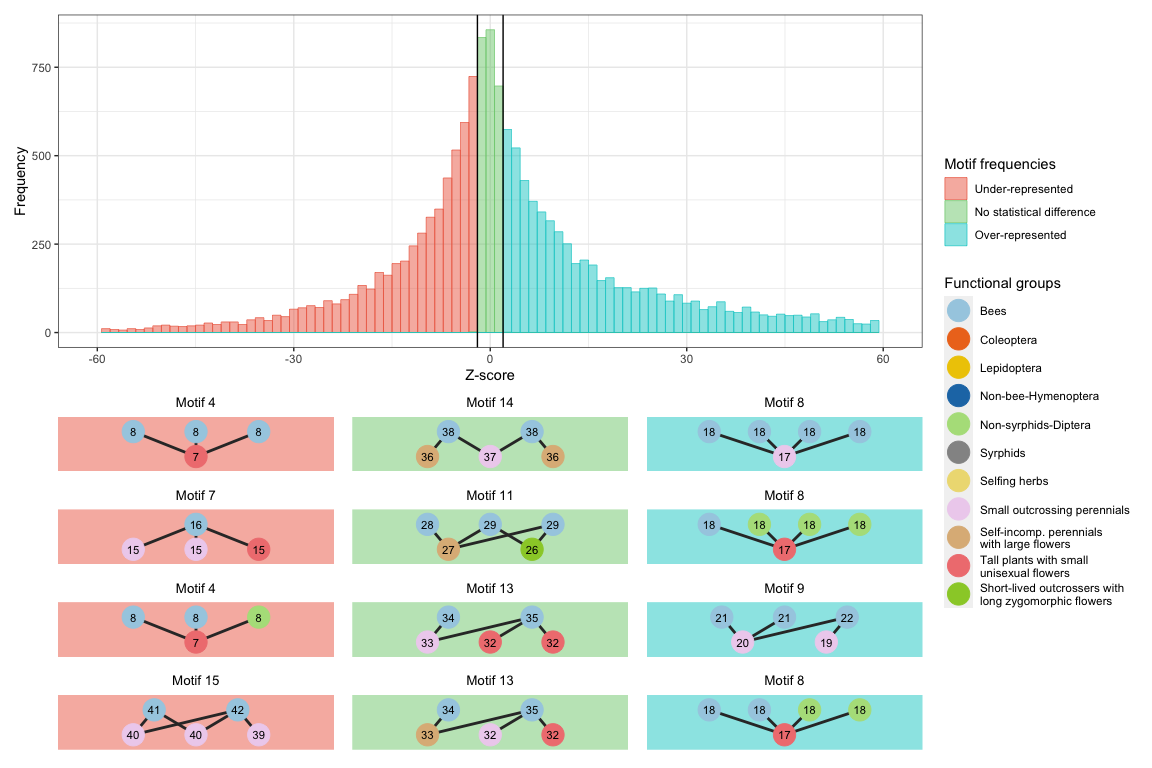 750
500
250
0
Frequency
-60 -30 0 30 60
Z-score
Motif frequencies
Under-represented
No statistical difference
Over-represented
Functional groups
Bees
Coleoptera
Lepidoptera
Non-bee-Hymenoptera
Non-syrphids-Diptera
Syrphids
Selfing herbs
Small outcrossing perennials
Self-incomp. perennials
with large flowers
Tall plants with small
unisexual flowers
Short-lived outcrossers with
long zygomorphic flowers
Motif 4 Motif 14 Motif 8
8 8 8 38 38 18 18 18 18
7 36 37 36 17
Motif 7 Motif 11 Motif 8
16 28 29 29 18 18 18 18
15 15 15 27 26 17
Motif 4 Motif 13 Motif 9
8 8 8 34 35 21 21 22
7 33 32 32 20 19
Motif 15 Motif 13 Motif 8
41 42 34 35 18 18 18 18
40 40 39 33 32 32 17